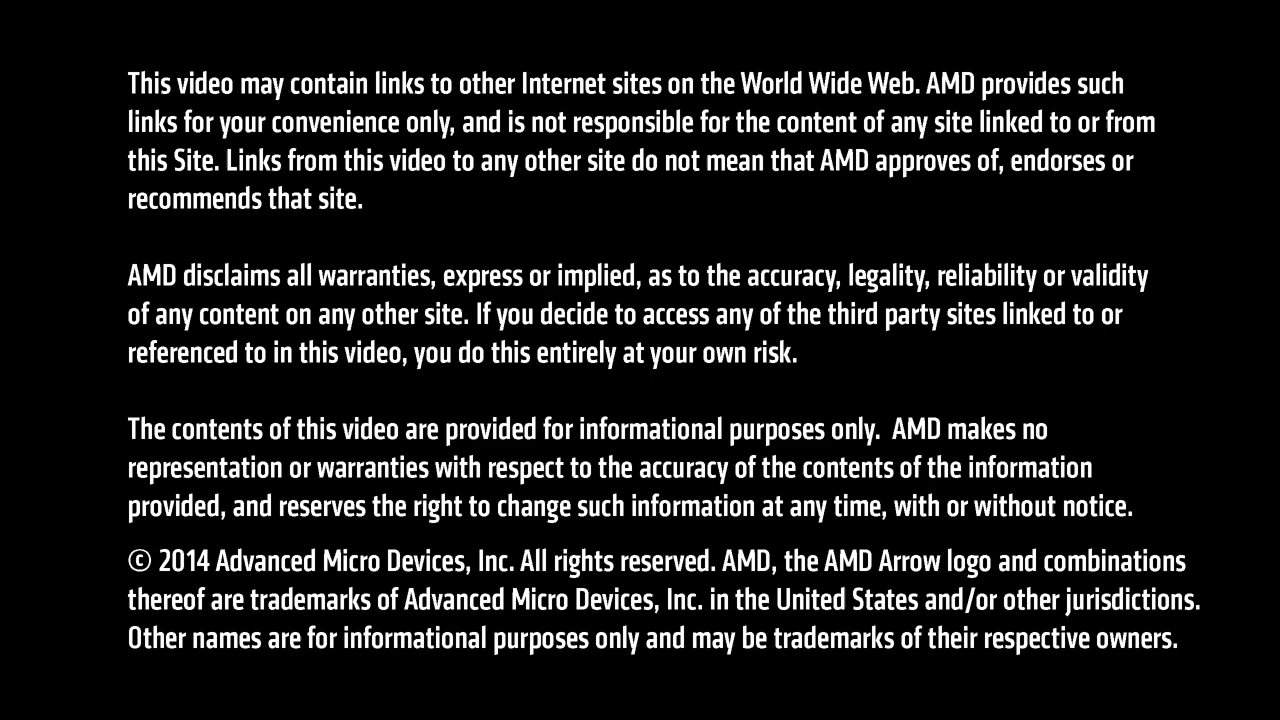 This video may contain links to other Internet sites on the World Wide Web. AMD provides such
links for your convenience only, and is not responsible for the content of any site linked to or from
this Site. Links from this video to any other site do not mean that AMD approves of, endorses or
recommends that site.
AMD disclaims all warranties, express or implied, as to the accuracy, legality, reliability or validity
of any content on any other site. If you decide to access any of the third party sites linked to or
referenced to in this video, you do this entirely at your own risk.
The contents of this video are provided for informational purposes only.  AMD makes no
representation or warranties with respect to the accuracy of the contents of the information
provided, and reserves the right to change such information at any time, with or without notice.
© 2014 Advanced Micro Devices, Inc. All rights reserved. AMD, the AMD Arrow logo and combinations
thereof are trademarks of Advanced Micro Devices, Inc. in the United States and/or other jurisdictions.
Other names are for informational purposes only and may be trademarks of their respective owners.